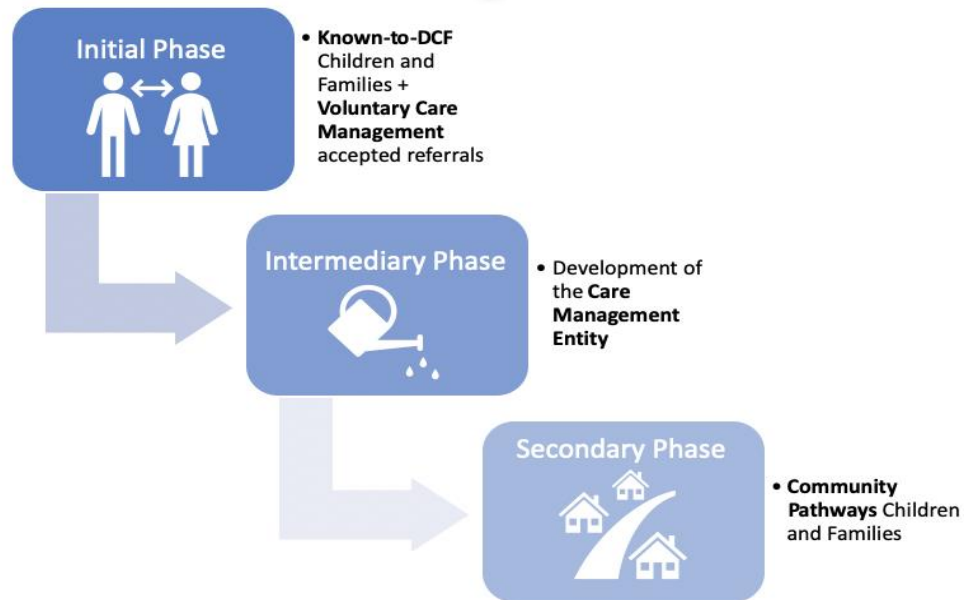 Initial Phase
• Known-to-DCF
Children and
Families +
Voluntary Care
Management
accepted referrals
Intermediary Phase
• Development of
the Care
Management
Entity
Secondary Phase
• Community
Pathways Children
and Families